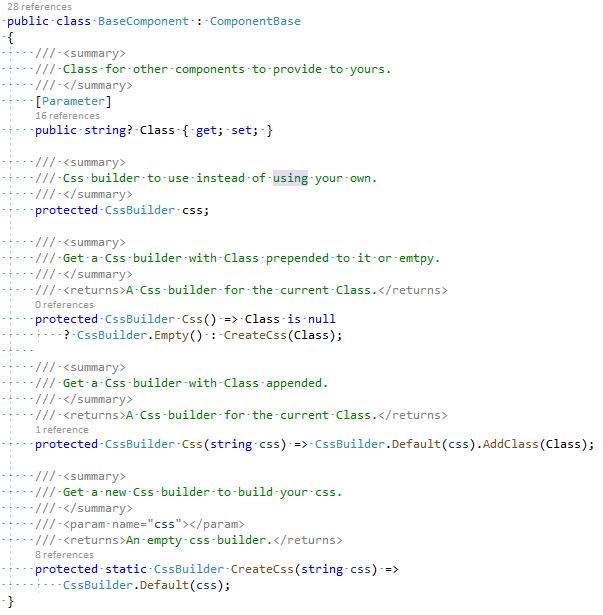 28 references
public class BaseComponent : ComponentBase
{
/// <summary>
/// Class for other components to provide to yours.
/// </summary>
[Parameter]
16 references
public string? Class { get; set; }
/// <summary>
/// Css builder to use instead of using your own.
/// </summary>
protected CssBuilder css;
/// <summary>
/// Get a Css builder with Class prepended to it or emtpy.
/// </summary>
/// <returns>A Css builder for the current Class.</returns>
0 references
protected CssBuilder Css() => Class is null
? CssBuilder.Empty() : CreateCss(Class);
/// <summary>
/// Get a Css builder with Class appended.
/// </summary>
/// <returns>A Css builder for the current Class.</returns>
1 reference
protected CssBuilder Css(string css) => CssBuilder.Default(css).AddClass(Class);
/// <summary>
/// Get a new Css builder to build your css.
/// </summary>
/// <param name="css"></param>
/// <returns>An empty css builder.</returns>
8 references
protected static CssBuilder CreateCss(string css) =>
CssBuilder.Default(css);
}